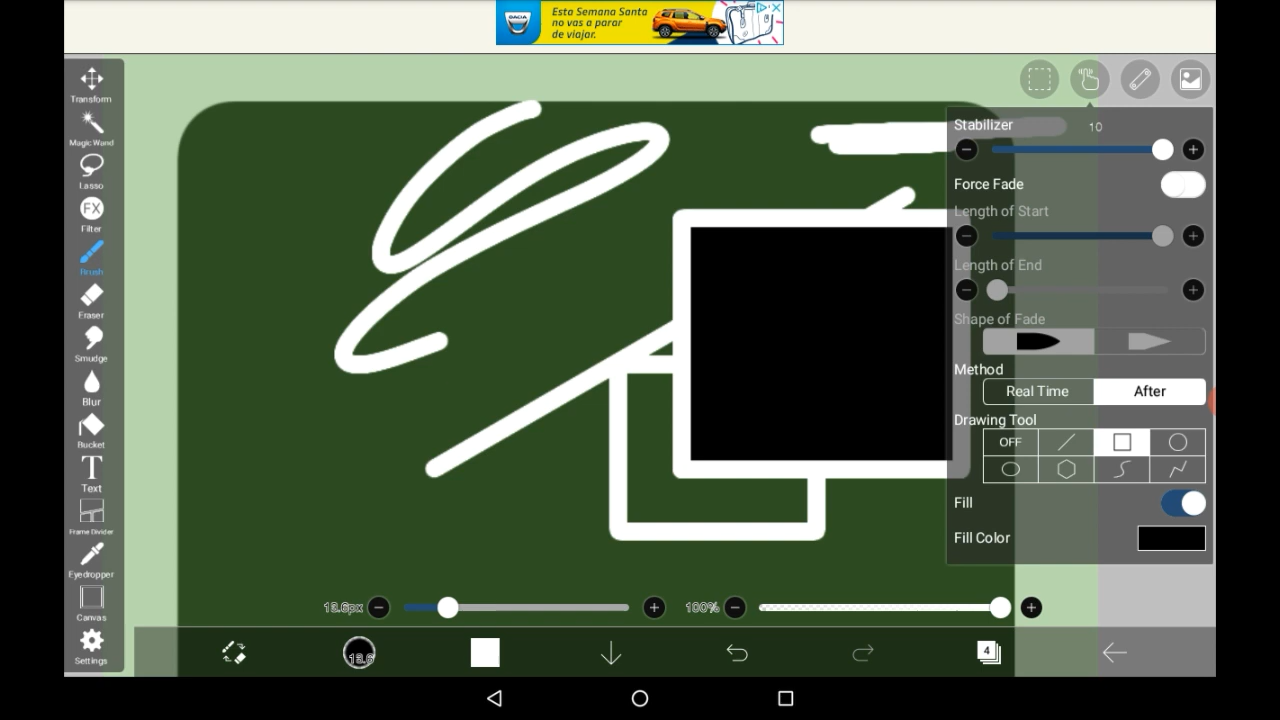 DACIA
Esta Semana Santa
no vas a parar
de viajar.
Transform
Magic Wand
Lasso
FX
Filter
Brush
Eraser
Smudge
Blur
Bucket
T
Text
Frame Divider
Eyedropper
Canvas
Settings
Stabilizer 10
Force Fade
Length of Start
Length of End
Shape of Fade
Method
Real Time After
Drawing Tool
OFF
Fill
Fill Color
13.6px 100%
13.6
4